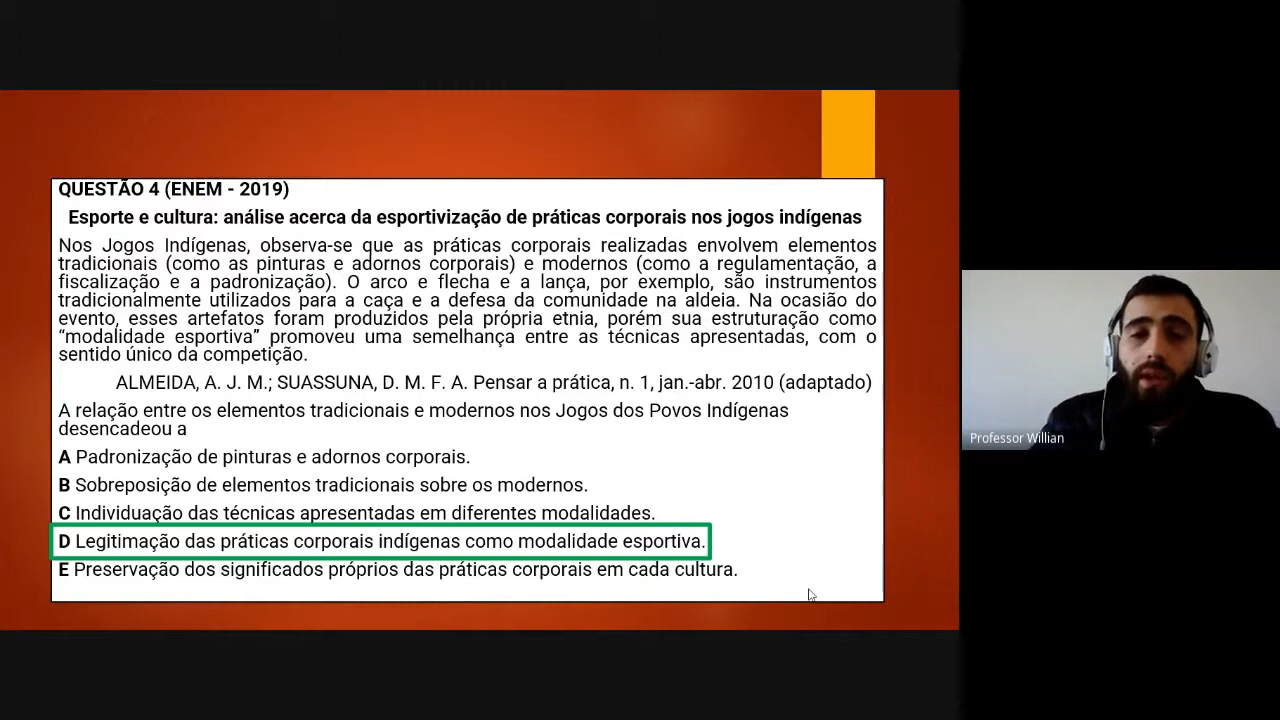 QUESTÃO 4 (ENEM - 2019)
Esporte e cultura: análise acerca da esportivização de práticas corporais nos jogos indígenas
Nos Jogos Indígenas, observa-se que as práticas corporais realizadas envolvem elementos
tradicionais (como as pinturas e adornos corporais) e modernos (como a regulamentação, a
fiscalização e a padronização). O arco e flecha e a lança, por exemplo, são instrumentos
tradicionalmente utilizados para a caça e a defesa da comunidade na aldeia. Na ocasião do
evento, esses artefatos foram produzidos pela própria etnia, porém sua estruturação como
“modalidade esportiva” promoveu uma semelhança entre as técnicas apresentadas, com o
sentido único da competição.
ALMEIDA, A. J. M.; SUASSUNA, D. M. F. A. Pensar a prática, n. 1, jan.-abr. 2010 (adaptado)
A relação entre os elementos tradicionais e modernos nos Jogos dos Povos Indígenas
desencadeou a
A Padronização de pinturas e adornos corporais.
B Sobreposição de elementos tradicionais sobre os modernos.
C Individuação das técnicas apresentadas em diferentes modalidades.
D Legitimação das práticas corporais indígenas como modalidade esportiva.
E Preservação dos significados próprios das práticas corporais em cada cultura.
Professor Willian